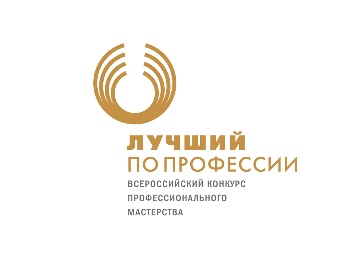 ЛУЧШИЙ
ПО ПРОФЕССИИ
ВСЕРОССИЙСКИЙ КОНКУРС
ПРОФЕССИОНАЛЬНОГО
МАСТЕРСТВА